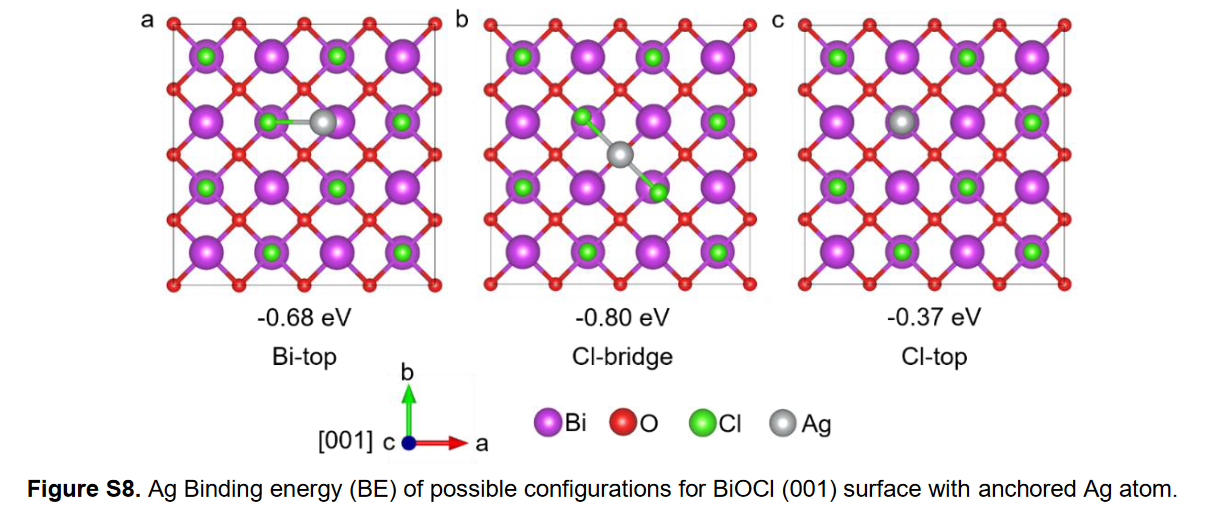 a b c
-0.68 eV -0.80 eV -0.37 eV
Bi-top Cl-bridge Cl-top
b
[001] c a
Bi O Cl Ag
Figure S8. Ag Binding energy (BE) of possible configurations for BiOCl (001) surface with anchored Ag atom.